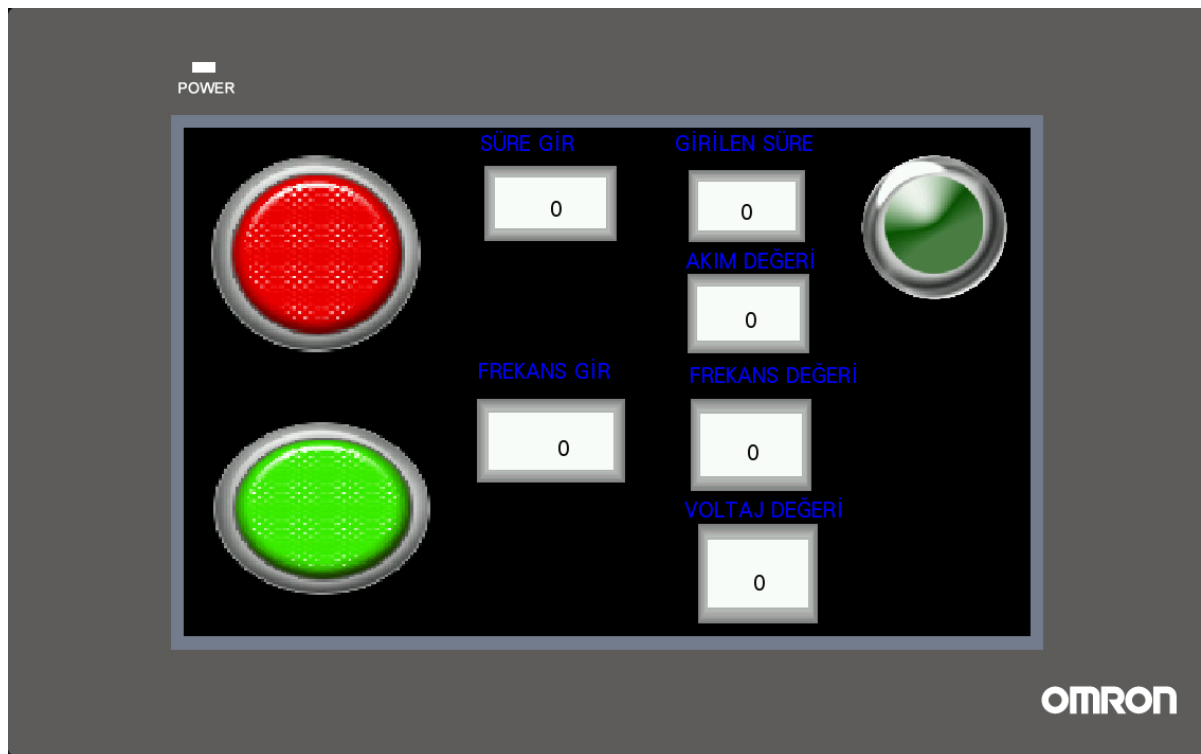 POWER
SÜRE GİR
GİRİLEN SÜRE
0
0
AKIM DEĞERİ
0
FREKANS GİR
FREKANS DEĞERİ
0
0
VOLTAJ DEĞERİ
0
OMRON